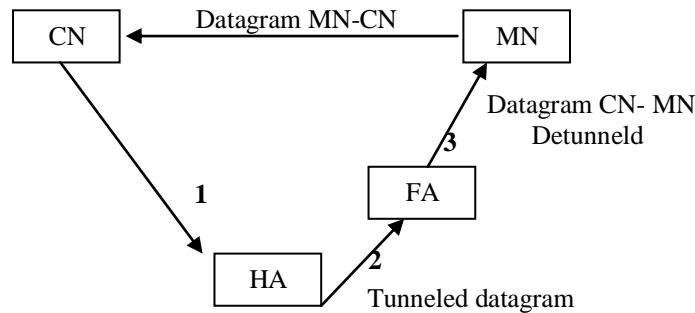 Datagram MN-CN
CN
MN
Datagram CN- MN
Detunneld
3
1
FA
2
HA
Tunneled datagram